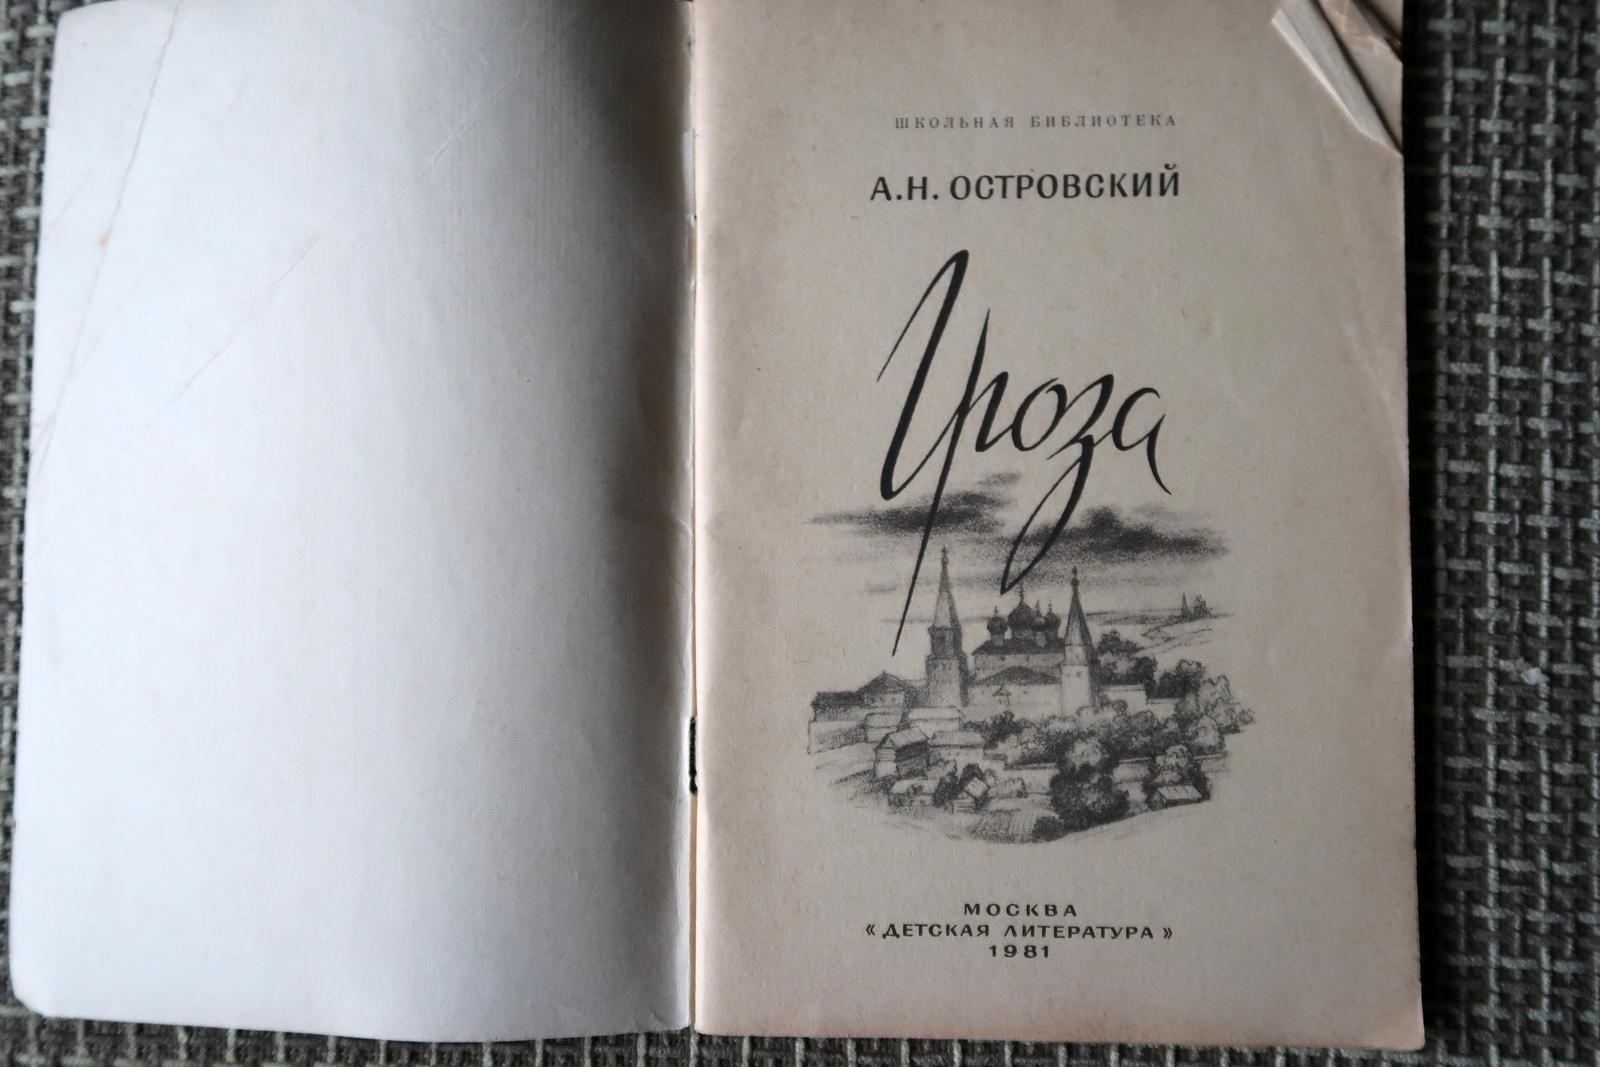 ШКОЛЬНАЯ БИБЛИОТЕКА
А.Н. ОСТРОВСКИЙ
Гроза
МОСКВА
«ДЕТСКАЯ ЛИТЕРАТУРА»
1981